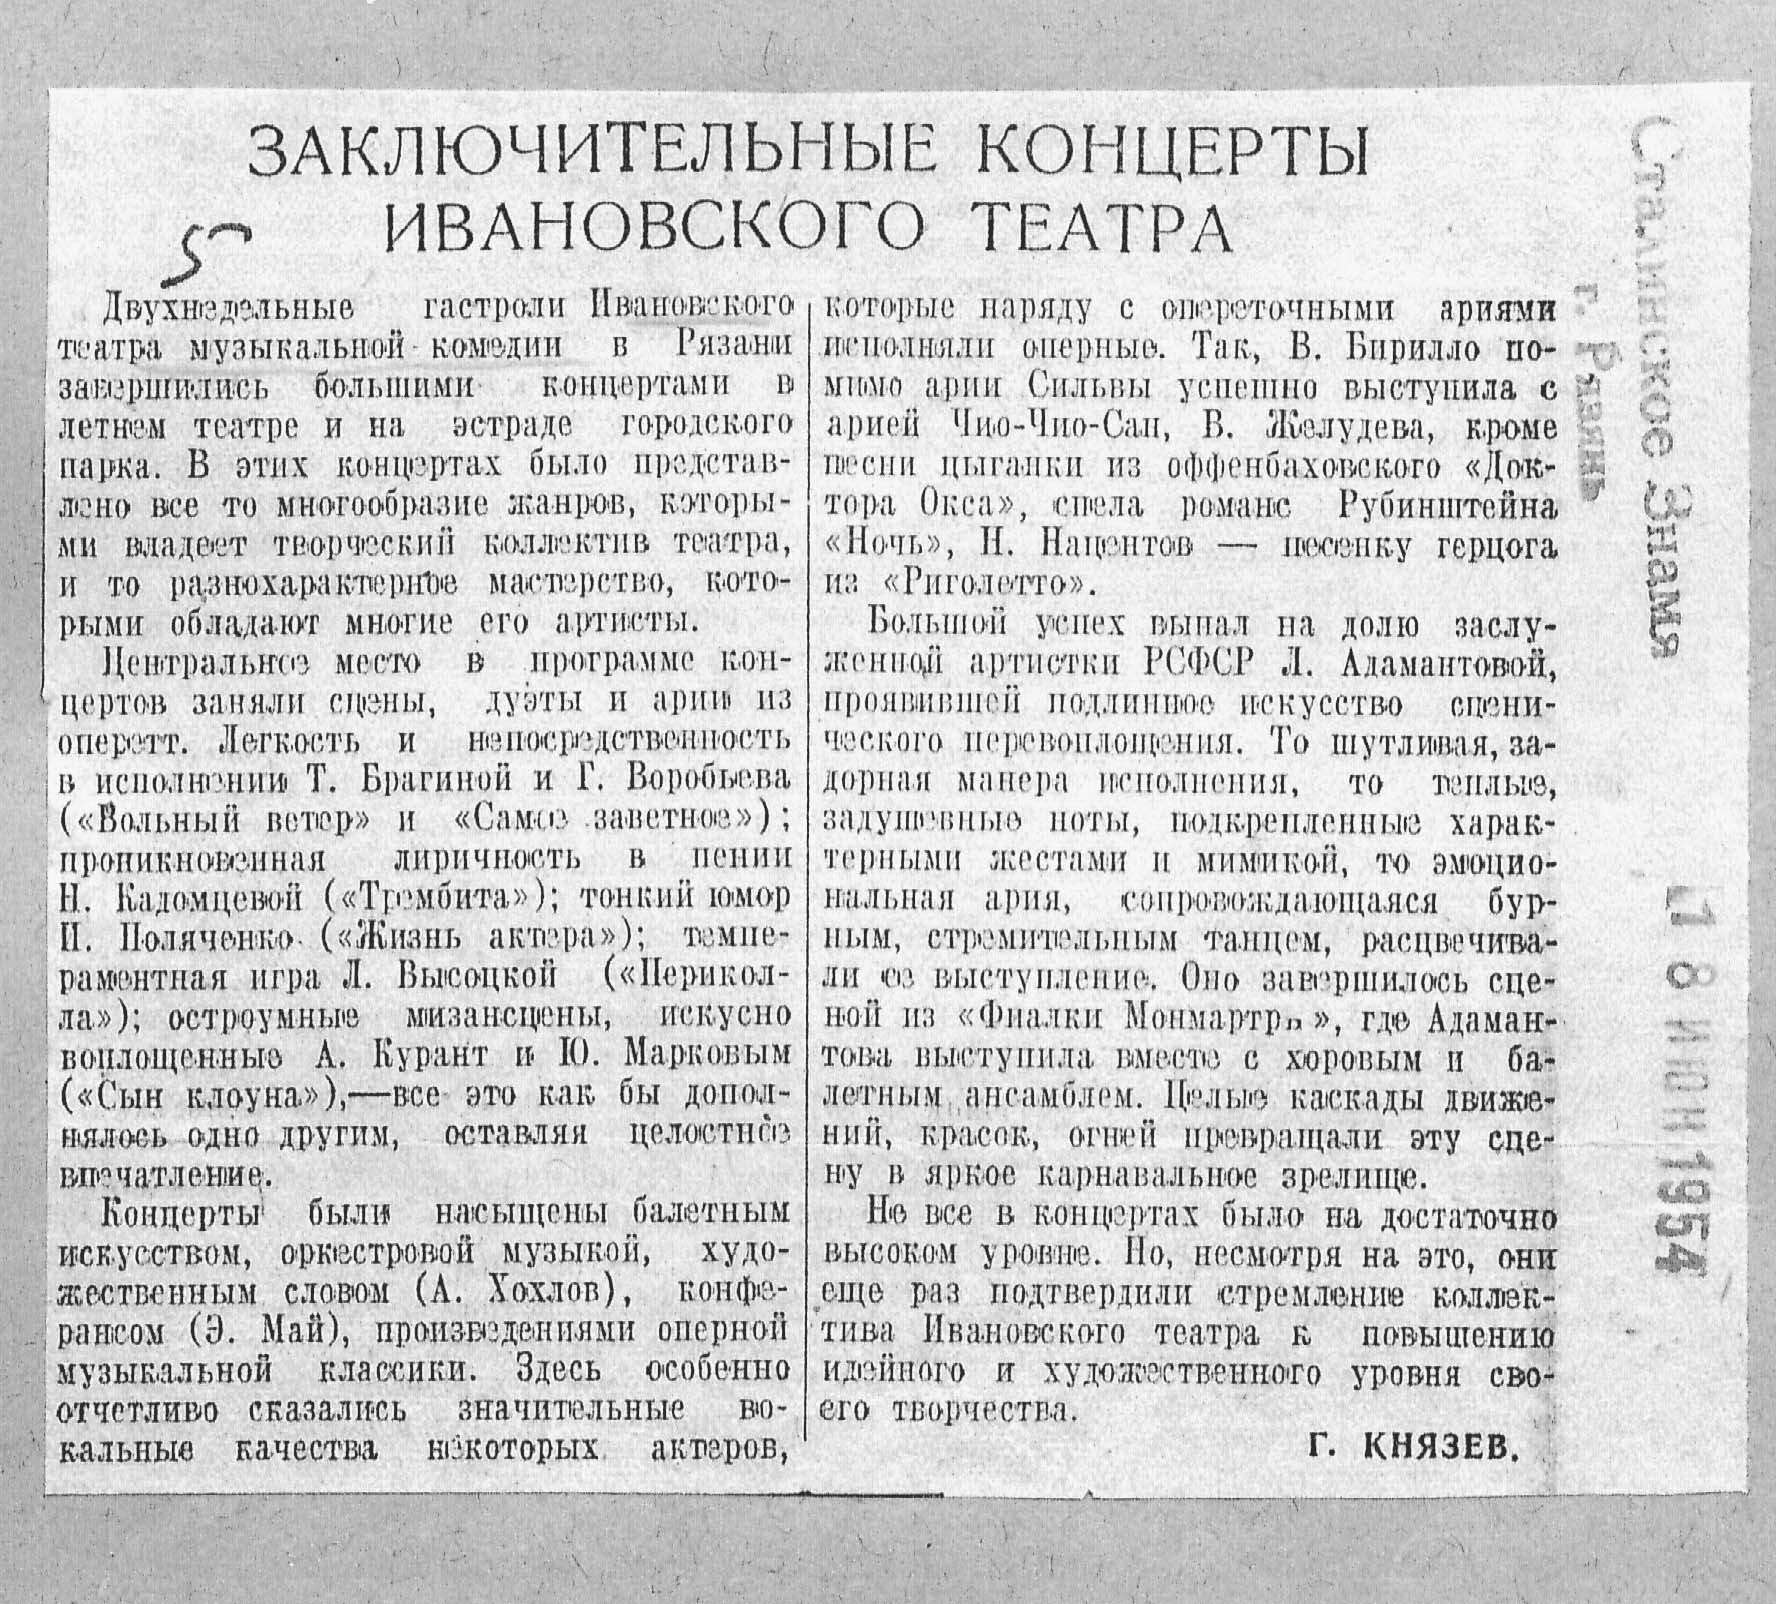 ЗАКЛЮЧИТЕЛЬНЫЕ КОНЦЕРТЫ
ИВАНОВСКОГО ТЕАТРА
Двухнедельные гастроли Ивановского
театра музыкальной комедии в Рязани
завершились большими концертами в
летнем театре и на эстраде городского
парка. В этих концертах было представ-
лено все то многообразие жанров, которы-
ми владеет творческий коллектив театра,
и то разнохарактерное мастерство, кото-
рыми обладают многие его артисты.
Центральное место в программе кон-
цертов заняли сцены, дуэты и арии из
оперетт. Легкость и непосредственность
в исполнении Т. Брагиной и Г. Воробьева
(«Вольный ветер» и «Самое заветное»);
проникновенная лиричность в пении
Н. Кадомцевой («Трембита»); тонкий юмор
И. Поляченко («Жизнь актера»); темпе-
раментная игра Л. Высоцкой («Перикол-
ла»); остроумные мизансцены, искусно
воплощенные А. Курант и Ю. Марковым
(«Сын клоуна»),—все это как бы допол-
нялось одно другим, оставляя целостное
впечатление.
Концерты были насыщены балетным
искусством, оркестровой музыкой, худо-
жественным словом (А. Хохлов), конфе-
рансом (Э. Май), произведениями оперной
музыкальной классики. Здесь особенно
отчетливо сказались значительные во-
кальные качества некоторых актеров,
которые наряду с опереточными ариями
исполняли оперные. Так, В. Бирилло по-
мимо арии Сильвы успешно выступила с
арией Чио-Чио-Сан, В. Желудева, кроме
песни цыганки из оффенбаховского «Док-
тора Окса», спела романс Рубинштейна
«Ночь», Н. Нацентов — песенку герцога
из «Риголетто».
Большой успех выпал на долю заслу-
женной артистки РСФСР Л. Адамантовой,
проявившей подлинное искусство сцени-
ческого перевоплощения. То шутливая, за-
дорная манера исполнения, то теплые,
задушевные ноты, подкрепленные харак-
терными жестами и мимикой, то эмоцио-
нальная ария, сопровождающаяся бур-
ным, стремительным танцем, расцвечива-
ли ее выступление. Оно завершилось сце-
ной из «Фиалки Монмартра», где Адаман-
това выступила вместе с хоровым и ба-
летным ансамблем. Целые каскады движе-
ний, красок, огней превращали эту сце-
ну в яркое карнавальное зрелище.
Не все в концертах было на достаточно
высоком уровне. Но, несмотря на это, они
еще раз подтвердили стремление коллек-
тива Ивановского театра к повышению
идейного и художественного уровня сво-
его творчества.
Г. КНЯЗЕВ.
Сталинское Знамя
г. Рязань
18 ИЮН 1954